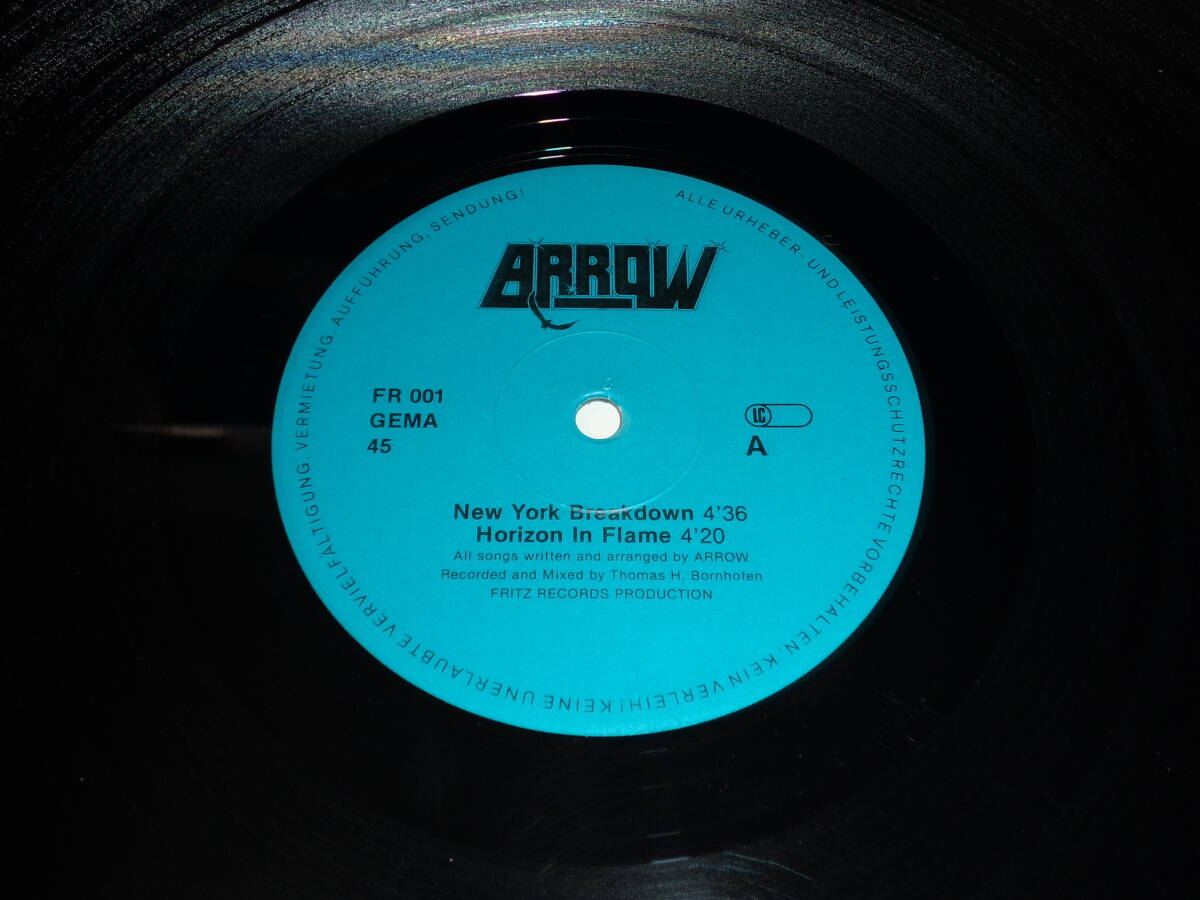 ARROW
FR 001
GEMA
45
LC
A
New York Breakdown 4'36
Horizon In Flame 4'20
All songs written and arranged by ARROW
Recorded and Mixed by Thomas H. Bornhoten
FRITZ RECORDS PRODUCTION
ALLE URHEBER- UND LEISTUNGSSCHUTZRECHTE VORBEHALTEN. KEIN VERLEIH! KEINE UNERLAUBTE VERVIELFÄLTIGUNG, VERMIETUNG, AUFFÜHRUNG, SENDUNG!